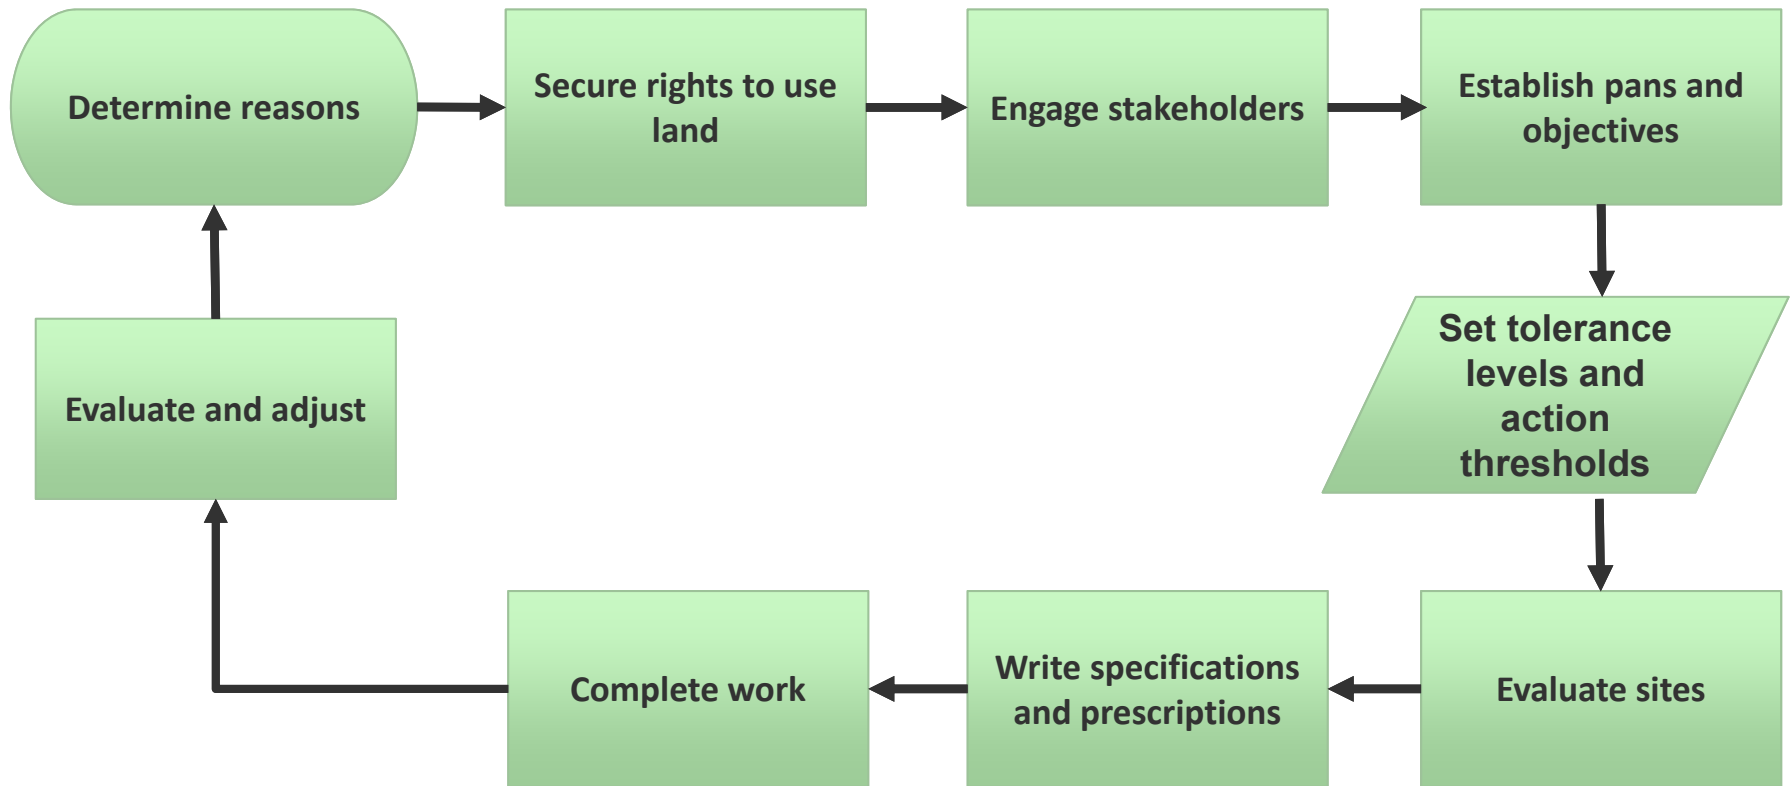 Determine reasons
Secure rights to use
land
Engage stakeholders
Establish pans and
objectives
Set tolerance
levels and
action
thresholds
Evaluate sites
Write specifications
and prescriptions
Complete work
Evaluate and adjust